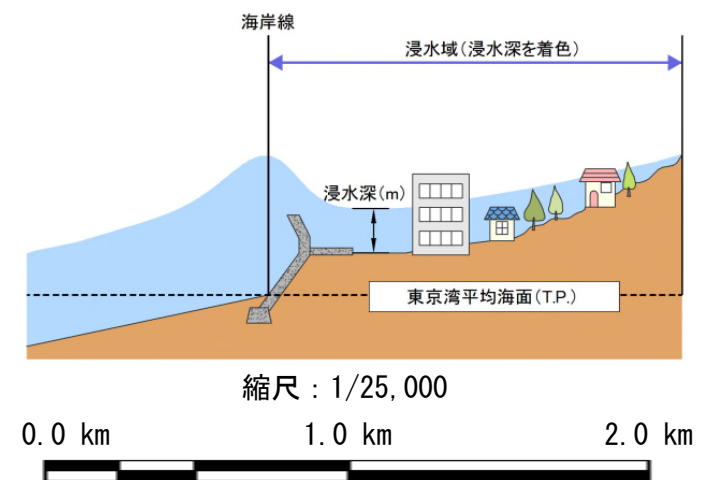 海岸線
浸水域(浸水深を着色)
浸水深(m)
東京湾平均海面(T.P.)
縮尺：1/25,000
0.0 km 1.0 km 2.0 km